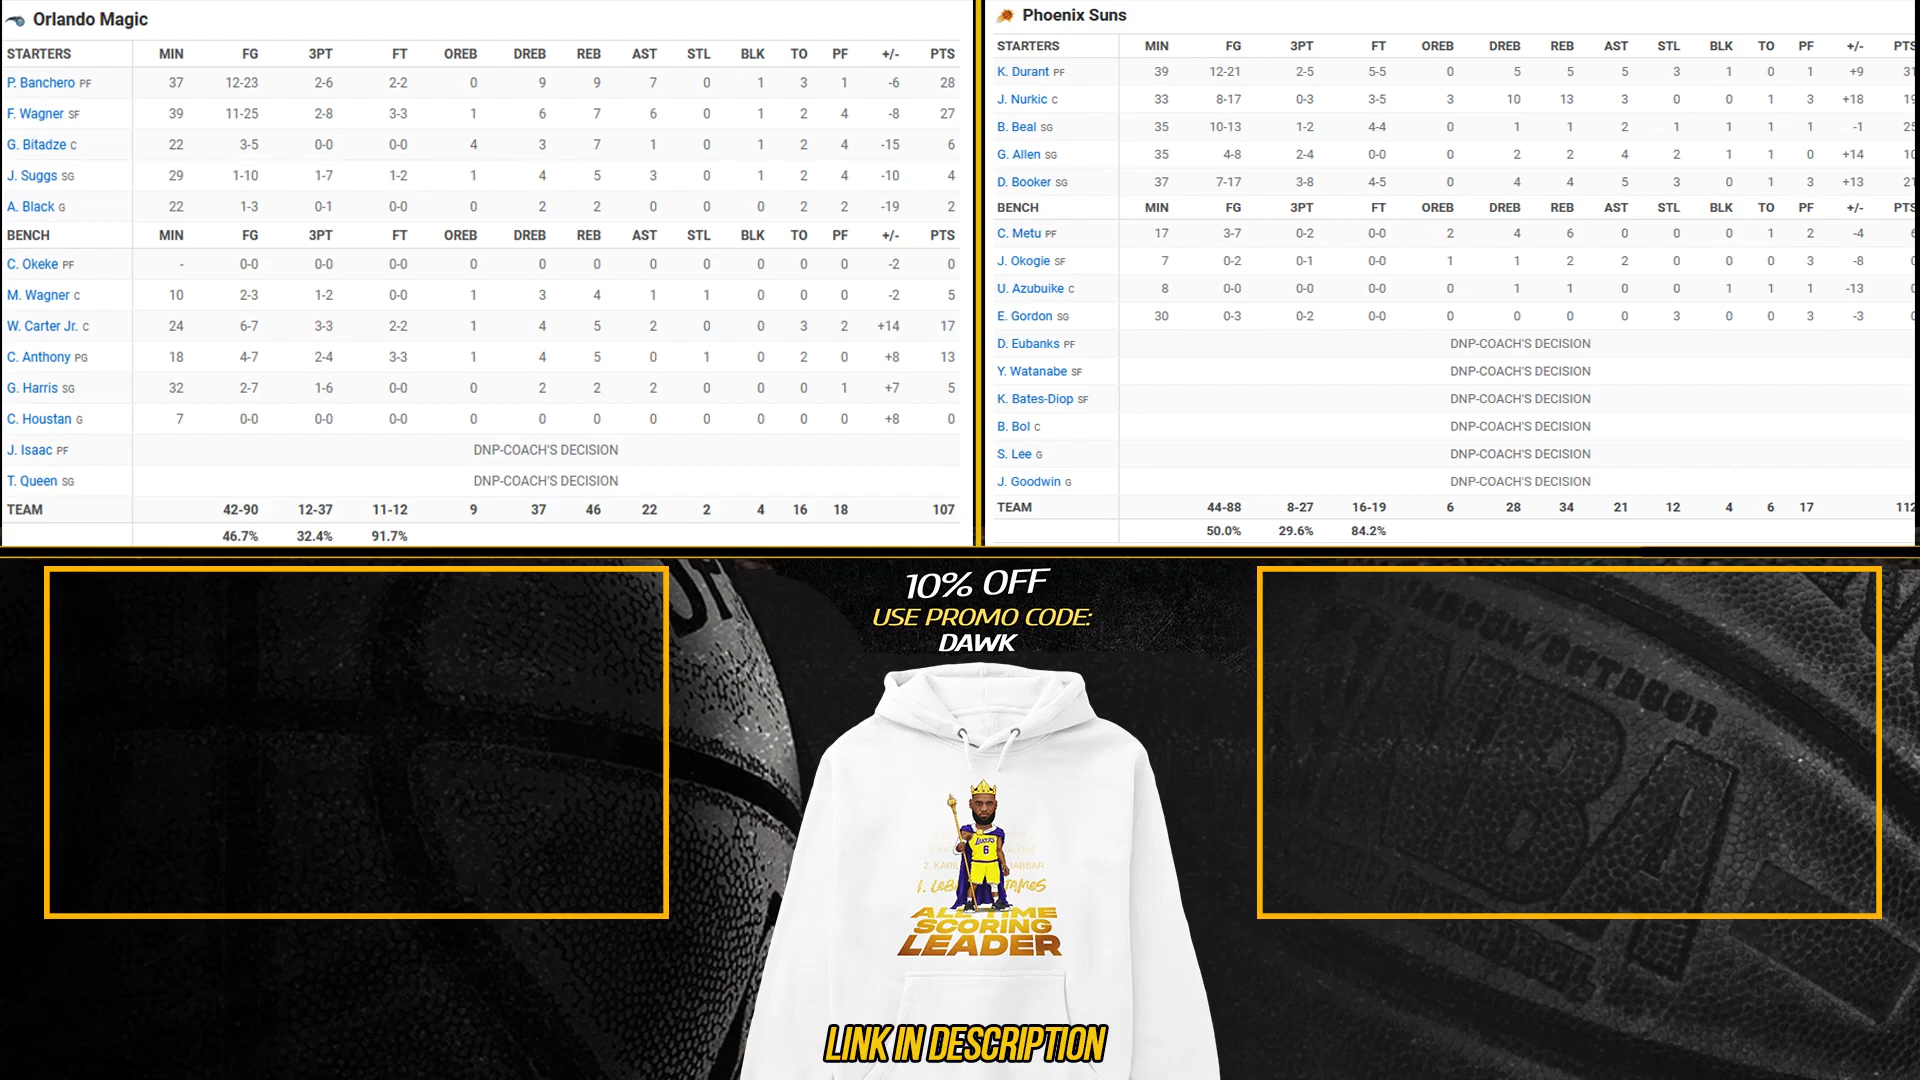 Orlando Magic
STARTERS MIN FG 3PT FT OREB DREB REB AST STL BLK TO PF +/- PTS
P. Banchero PF 37 12-23 2-6 2-2 0 9 9 7 0 1 3 1 -6 28
F. Wagner SF 39 11-25 2-8 3-3 1 6 7 6 0 1 2 4 -8 27
G. Bitadze C 22 3-5 0-0 0-0 4 3 7 1 0 1 2 4 -15 6
J. Suggs SG 29 1-10 1-7 1-2 1 4 5 3 0 1 2 4 -10 4
A. Black G 22 1-3 0-1 0-0 0 2 2 0 0 0 2 2 -19 2
BENCH MIN FG 3PT FT OREB DREB REB AST STL BLK TO PF +/- PTS
C. Okeke PF - 0-0 0-0 0-0 0 0 0 0 0 0 0 0 -2 0
M. Wagner C 10 2-3 1-2 0-0 1 3 4 1 1 0 0 0 -2 5
W. Carter Jr. C 24 6-7 3-3 2-2 1 4 5 2 0 0 3 2 +14 17
C. Anthony PG 18 4-7 2-4 3-3 1 4 5 0 1 0 2 0 +8 13
G. Harris SG 32 2-7 1-6 0-0 0 2 2 2 0 0 0 1 +7 5
C. Houstan G 7 0-0 0-0 0-0 0 0 0 0 0 0 0 0 +8 0
J. Isaac PF DNP-COACH'S DECISION
T. Queen SG DNP-COACH'S DECISION
TEAM 42-90 12-37 11-12 9 37 46 22 2 4 16 18 107
46.7% 32.4% 91.7%
Phoenix Suns
STARTERS MIN FG 3PT FT OREB DREB REB AST STL BLK TO PF +/- PTS
K. Durant PF 39 12-21 2-5 5-5 0 5 5 5 3 1 0 1 +9 31
J. Nurkic C 33 8-17 0-3 3-5 3 10 13 3 0 0 1 3 +18 19
B. Beal SG 35 10-13 1-2 4-4 0 1 1 2 1 1 1 1 -1 25
G. Allen SG 35 4-8 2-4 0-0 0 2 2 4 2 1 1 0 +14 10
D. Booker SG 37 7-17 3-8 4-5 0 4 4 5 3 0 1 3 +13 21
BENCH MIN FG 3PT FT OREB DREB REB AST STL BLK TO PF +/- PTS
C. Metu PF 17 3-7 0-2 0-0 2 4 6 0 0 0 1 2 -4 6
J. Okogie SF 7 0-2 0-1 0-0 1 1 2 2 0 0 0 3 -8 0
U. Azubuike C 8 0-0 0-0 0-0 0 1 1 0 0 1 1 1 -13 0
E. Gordon SG 30 0-3 0-2 0-0 0 0 0 0 3 0 0 3 -3 0
D. Eubanks PF DNP-COACH'S DECISION
Y. Watanabe SF DNP-COACH'S DECISION
K. Bates-Diop SF DNP-COACH'S DECISION
B. Bol C DNP-COACH'S DECISION
S. Lee G DNP-COACH'S DECISION
J. Goodwin G DNP-COACH'S DECISION
TEAM 44-88 8-27 16-19 6 28 34 21 12 4 6 17 112
50.0% 29.6% 84.2%
10% OFF
USE PROMO CODE:
DAWK
LAKERS
6
ALL TIME
SCORING
LEADER
LINK IN DESCRIPTION